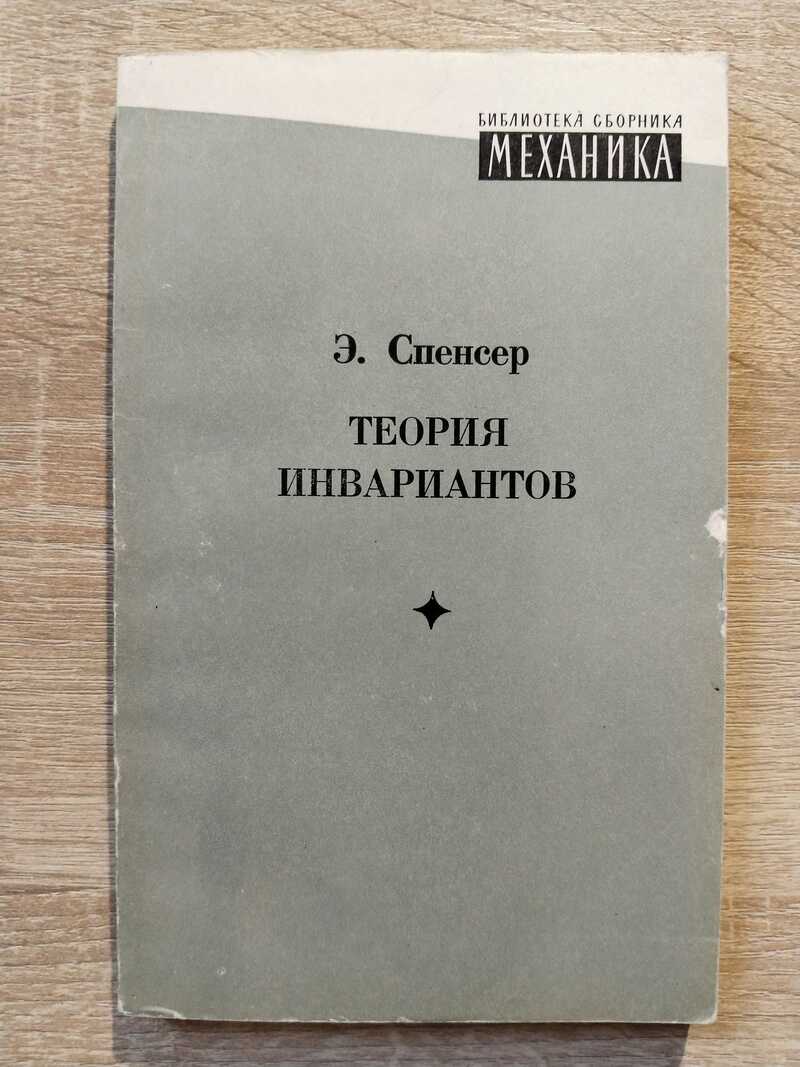 БИБЛИОТЕКА СБОРНИКА
МЕХАНИКА
Э. Спенсер
ТЕОРИЯ
ИНВАРИАНТОВ